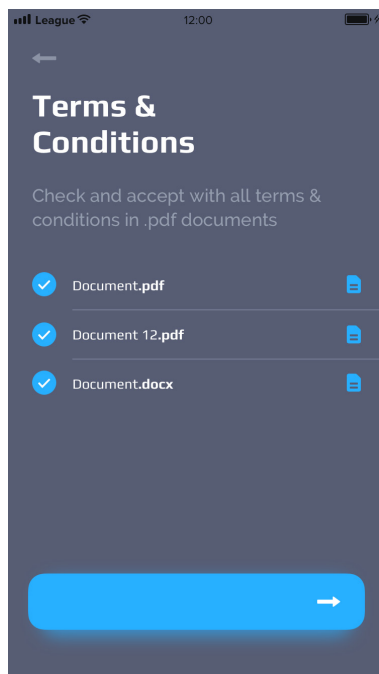 League 12:00
Terms &
Conditions
Check and accept with all terms &
conditions in .pdf documents
Document.pdf
Document 12.pdf
Document.docx